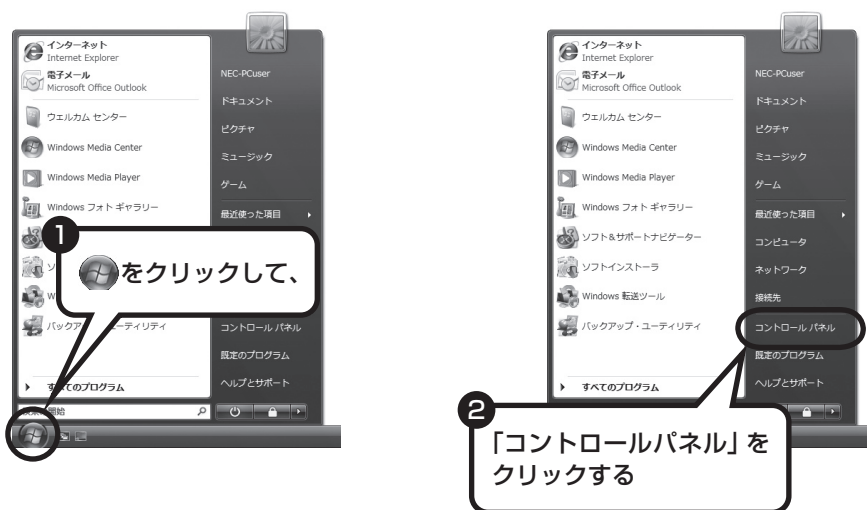 インターネット
Internet Explorer
電子メール
Microsoft Office Outlook
ウェルカム センター
Windows Media Center
Windows Media Player
Windows フォト ギャラリー
すべてのプログラム
NEC-PCuser
ドキュメント
ピクチャ
ミュージック
ゲーム
最近使った項目
コントロール パネル
既定のプログラム
ヘルプとサポート
1
をクリックして、
インターネット
Internet Explorer
電子メール
Microsoft Office Outlook
ウェルカム センター
Windows Media Center
Windows Media Player
Windows フォト ギャラリー
ソフト&サポートナビゲーター
ソフトインストーラ
Windows 転送ツール
バックアップ・ユーティリティ
すべてのプログラム
NEC-PCuser
ドキュメント
ピクチャ
ミュージック
ゲーム
最近使った項目
コンピュータ
ネットワーク
接続先
コントロール パネル
既定のプログラム
ヘルプとサポート
2
「コントロールパネル」を
クリックする